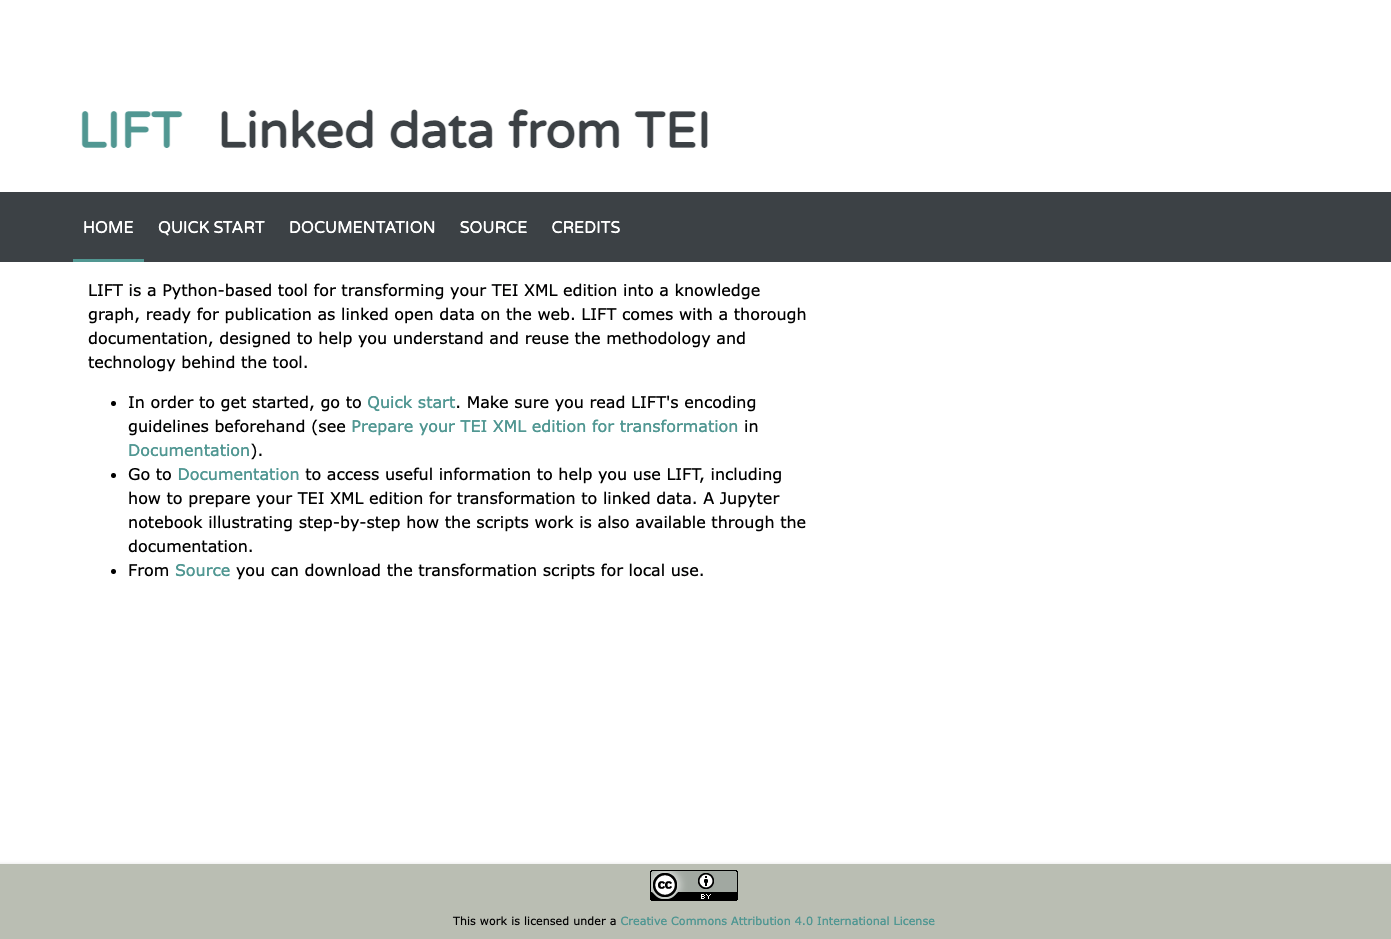 LIFT Linked data from TEI
HOME QUICK START DOCUMENTATION SOURCE CREDITS
LIFT is a Python-based tool for transforming your TEI XML edition into a knowledge
graph, ready for publication as linked open data on the web. LIFT comes with a thorough
documentation, designed to help you understand and reuse the methodology and
technology behind the tool.
• In order to get started, go to Quick start. Make sure you read LIFT's encoding
guidelines beforehand (see Prepare your TEI XML edition for transformation in
Documentation).
• Go to Documentation to access useful information to help you use LIFT, including
how to prepare your TEI XML edition for transformation to linked data. A Jupyter
notebook illustrating step-by-step how the scripts work is also available through the
documentation.
• From Source you can download the transformation scripts for local use.
cc BY
This work is licensed under a Creative Commons Attribution 4.0 International License